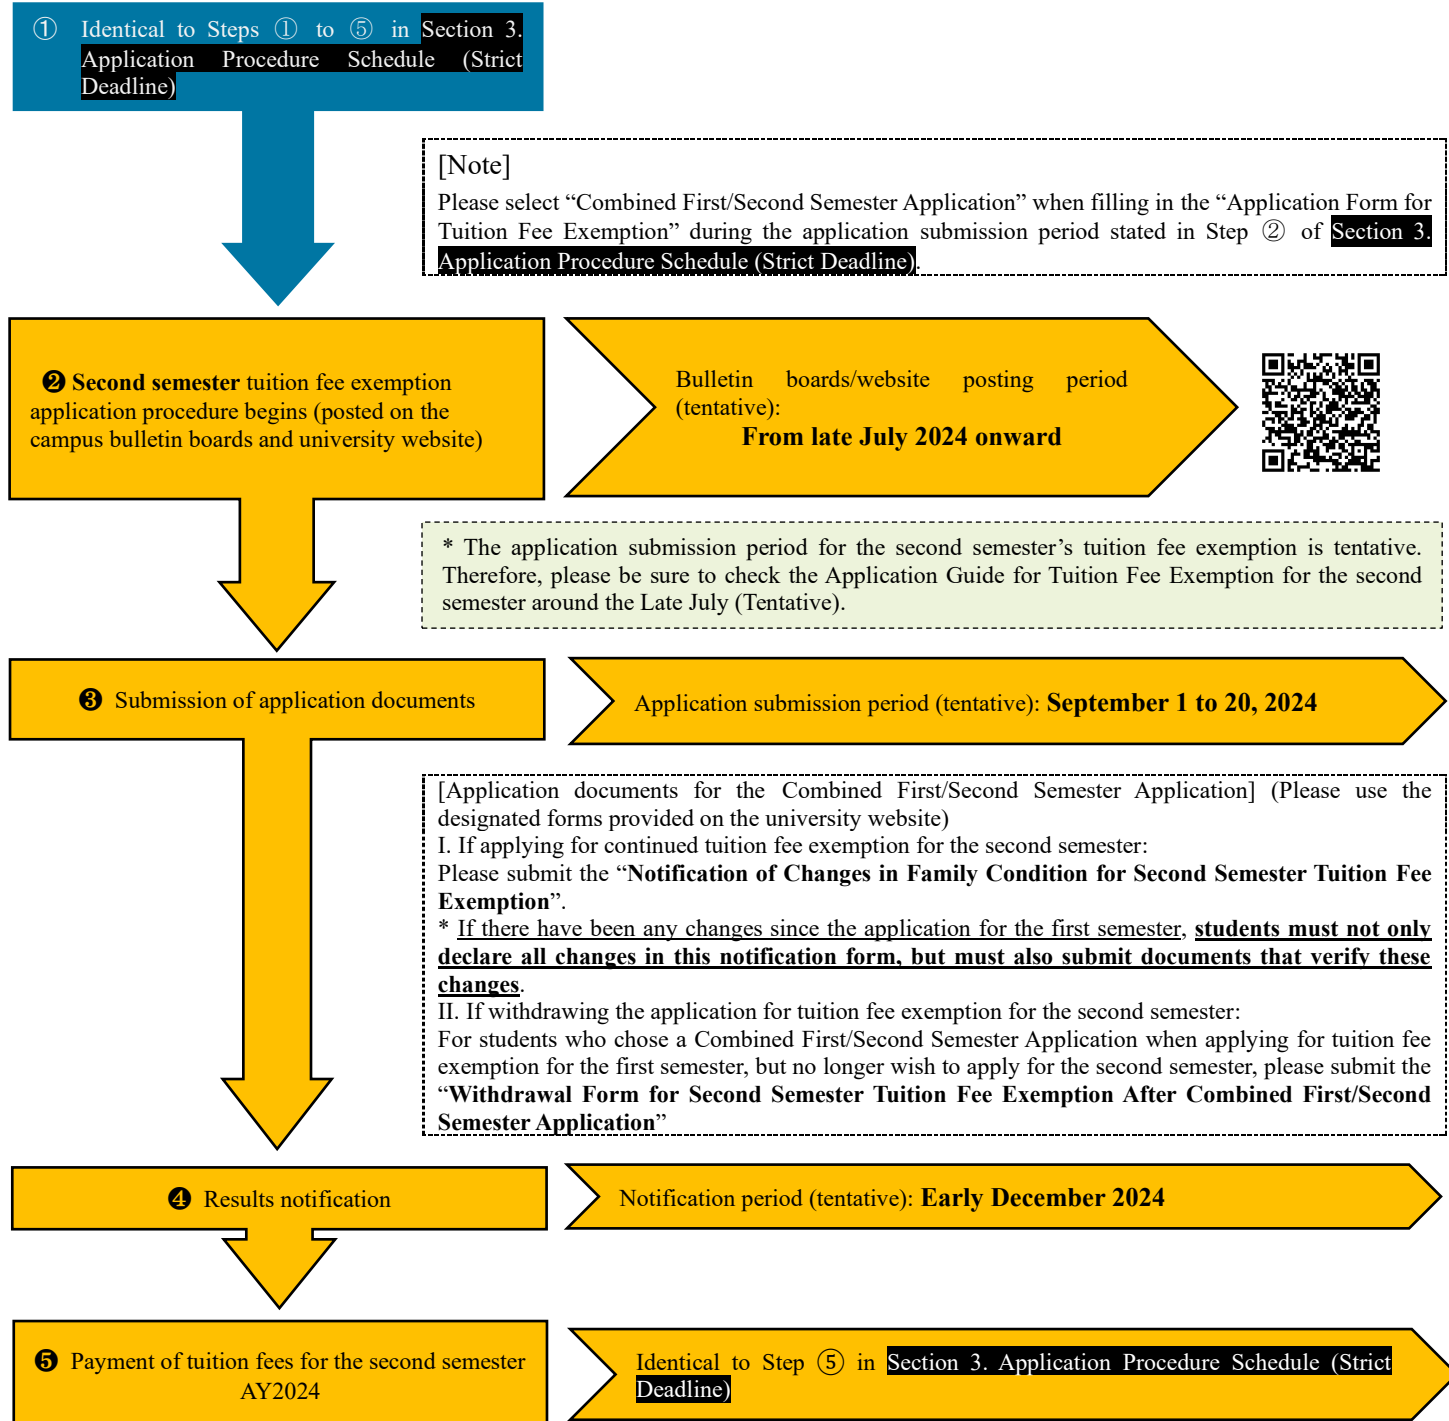 ① Identical to Steps ① to ⑤ in Section 3.
Application Procedure Schedule (Strict
Deadline)
[Note]
Please select “Combined First/Second Semester Application” when filling in the “Application Form for
Tuition Fee Exemption” during the application submission period stated in Step ② of Section 3.
Application Procedure Schedule (Strict Deadline).
❷ Second semester tuition fee exemption
application procedure begins (posted on the
campus bulletin boards and university website)
Bulletin boards/website posting period
(tentative):
From late July 2024 onward
* The application submission period for the second semester’s tuition fee exemption is tentative.
Therefore, please be sure to check the Application Guide for Tuition Fee Exemption for the second
semester around the Late July (Tentative).
❸ Submission of application documents
Application submission period (tentative): September 1 to 20, 2024
[Application documents for the Combined First/Second Semester Application] (Please use the
designated forms provided on the university website)
I. If applying for continued tuition fee exemption for the second semester:
Please submit the “Notification of Changes in Family Condition for Second Semester Tuition Fee
Exemption”.
* If there have been any changes since the application for the first semester, students must not only
declare all changes in this notification form, but must also submit documents that verify these
changes.
II. If withdrawing the application for tuition fee exemption for the second semester:
For students who chose a Combined First/Second Semester Application when applying for tuition fee
exemption for the first semester, but no longer wish to apply for the second semester, please submit the
“Withdrawal Form for Second Semester Tuition Fee Exemption After Combined First/Second
Semester Application”
❹ Results notification
Notification period (tentative): Early December 2024
❺ Payment of tuition fees for the second semester
AY2024
Identical to Step ⑤ in Section 3. Application Procedure Schedule (Strict
Deadline)